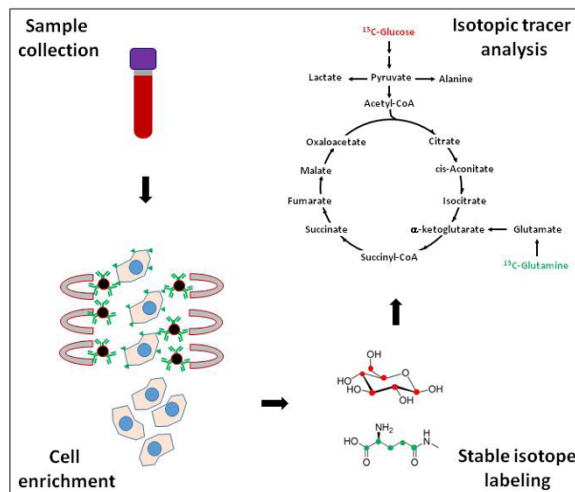 Sample
collection
Isotopic tracer
analysis
¹³C-Glucose
Lactate
Pyruvate
Alanine
Acetyl-CoA
Oxaloacetate
Citrate
Malate
cis-Aconitate
Fumarate
Isocitrate
Succinate
α-ketoglutarate
Glutamate
Succinyl-CoA
¹³C-Glutamine
OH
HO
O
HO
OH
OH
NH₂
HO
H
N
O
O
Cell
enrichment
Stable isotope
labeling